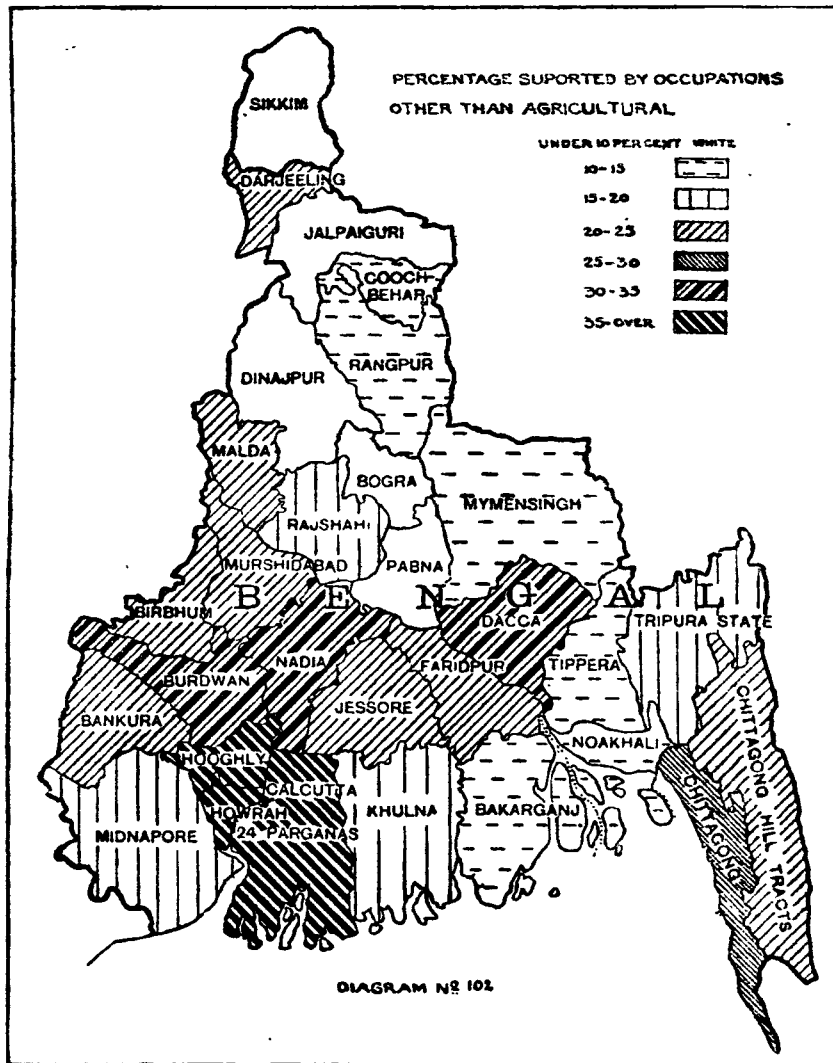 PERCENTAGE SUPORTED BY OCCUPATIONS
OTHER THAN AGRICULTURAL
UNDER 10 PERCENT WHITE
10-15
15-20
20-25
25-30
30-35
35-OVER
SIKKIM
DARJEELING
JALPAIGURI
COOCH
BEHAR
RANGPUR
DINAJPUR
MALDA
BOGRA
MYMENSINGH
RAJSHAHI
MURSHIDABAD
PABNA
BENGAL
BIRBHUM
DACCA
TRIPURA STATE
NADIA
FARIDPUR
TIPPERA
BURDWAN
JESSORE
BANKURA
NOAKHALI
HOOGHLY
CALCUTTA
HOWRAH
24 PARGANAS
KHULNA
BAKARGANJ
MIDNAPORE
CHITTAGONG
CHITTAGONG HILL TRACTS
DIAGRAM Nº 102